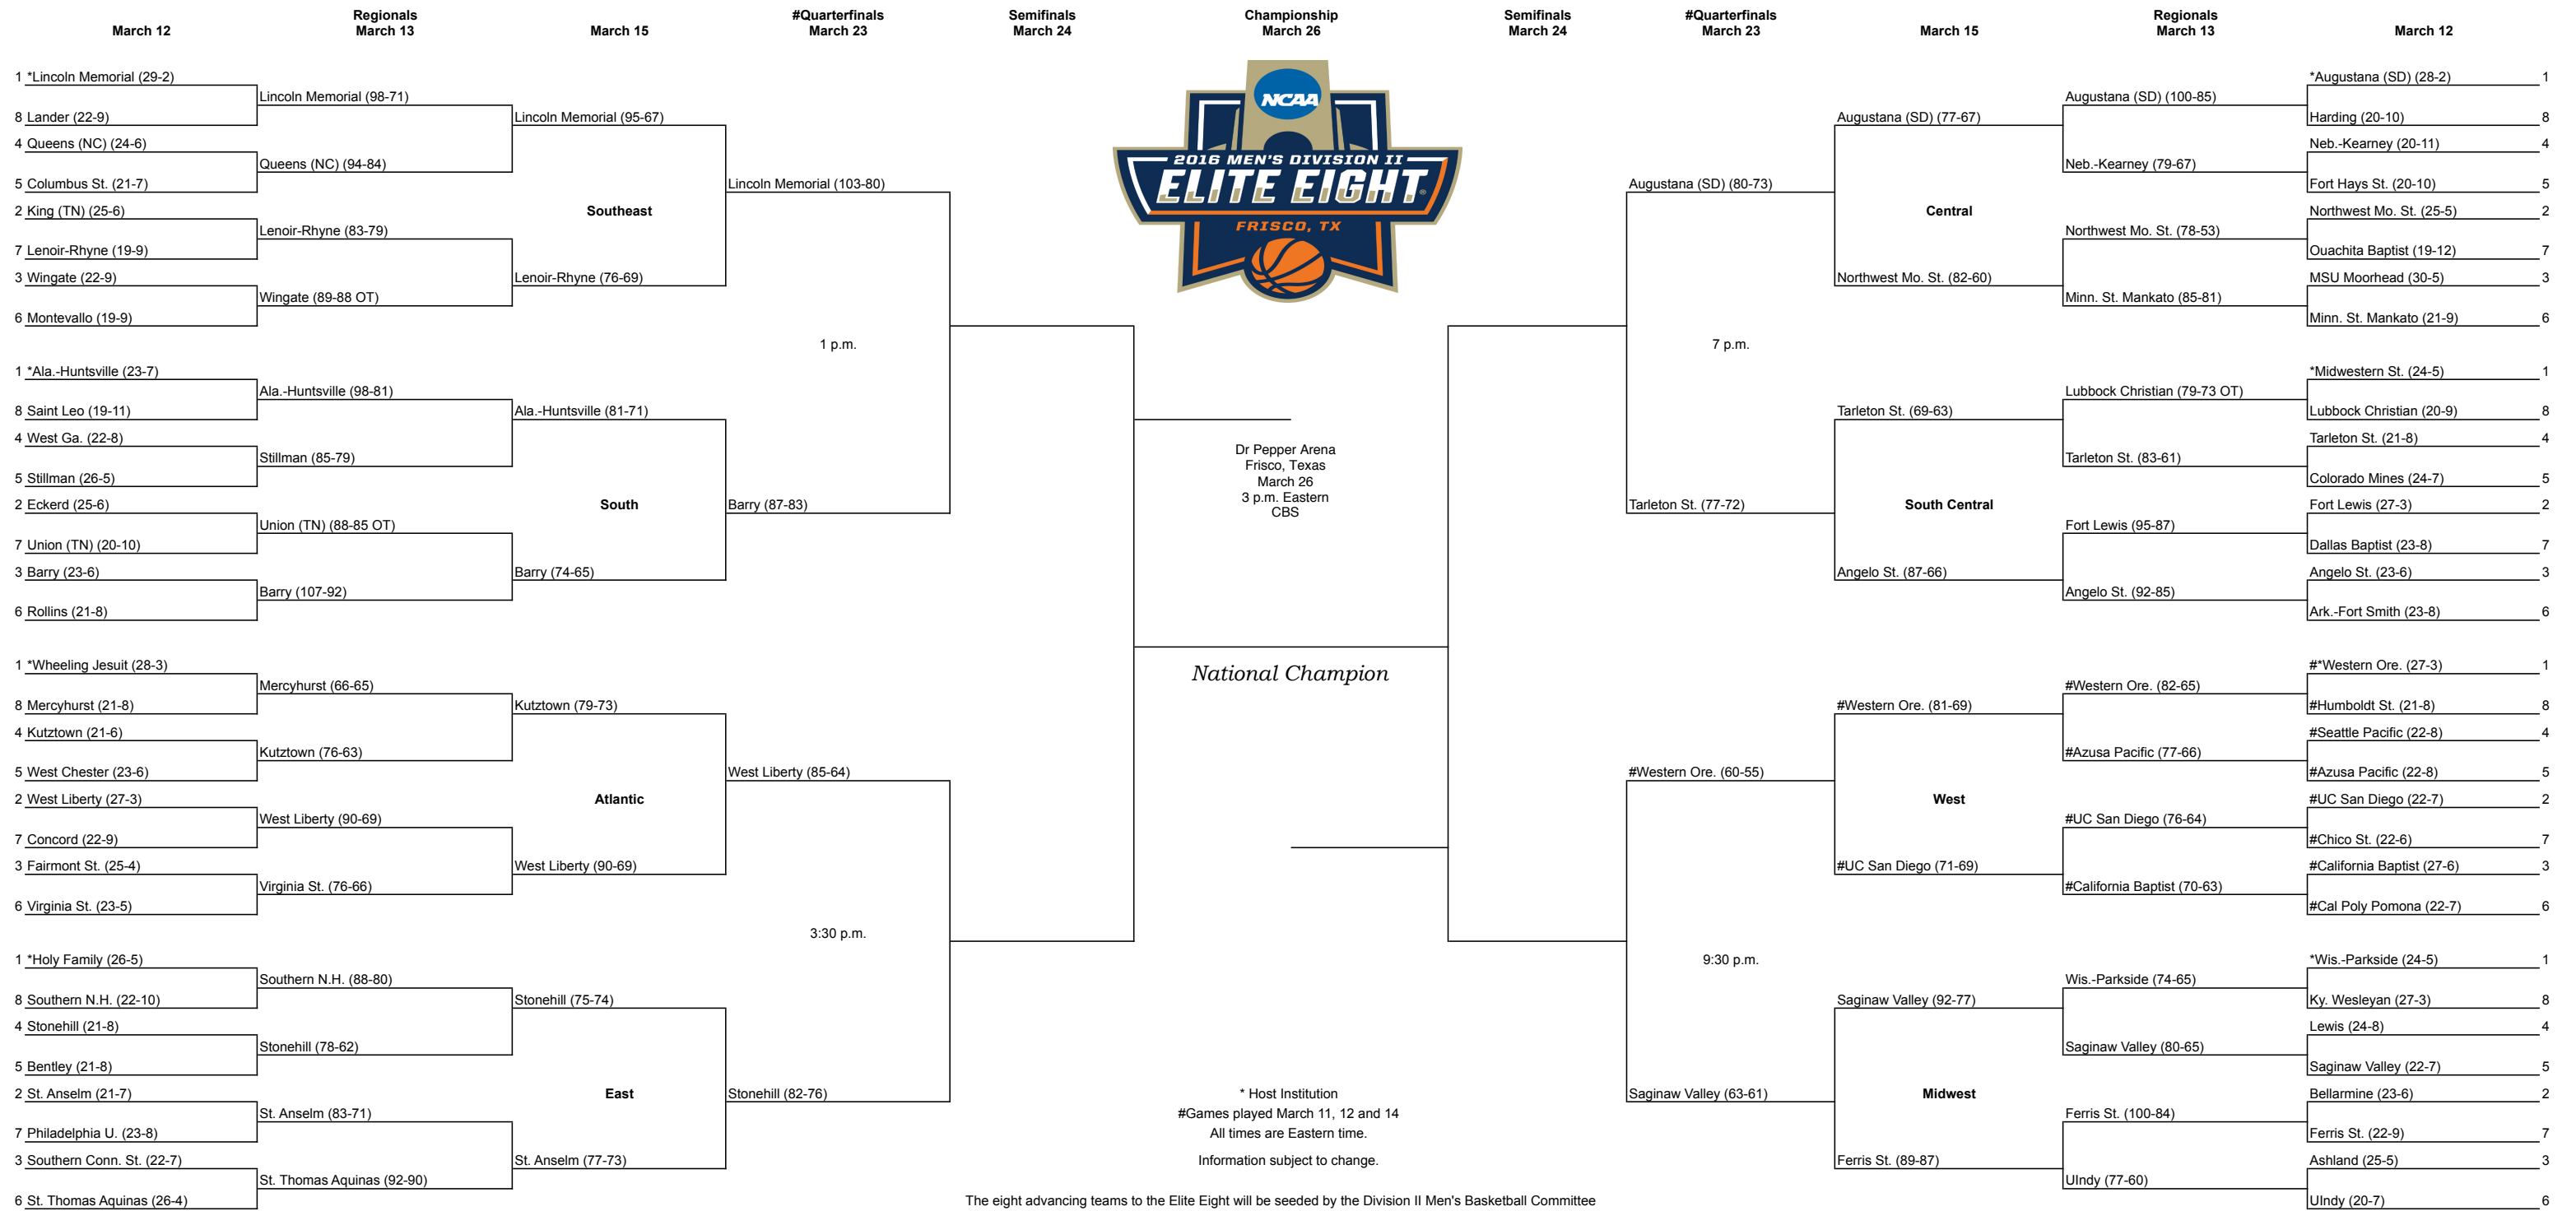 March 12
Regionals
March 13
March 15
#Quarterfinals
March 23
Semifinals
March 24
Championship
March 26
Semifinals
March 24
#Quarterfinals
March 23
March 15
Regionals
March 13
March 12
1 *Lincoln Memorial (29-2)
8 Lander (22-9)
4 Queens (NC) (24-6)
5 Columbus St. (21-7)
2 King (TN) (25-6)
7 Lenoir-Rhyne (19-9)
3 Wingate (22-9)
6 Montevallo (19-9)
Lincoln Memorial (98-71)
Queens (NC) (94-84)
Lenoir-Rhyne (83-79)
Wingate (89-88 OT)
Lincoln Memorial (95-67)
Southeast
Lenoir-Rhyne (76-69)
Lincoln Memorial (103-80)
1 p.m.
1 *Ala.-Huntsville (23-7)
8 Saint Leo (19-11)
4 West Ga. (22-8)
5 Stillman (26-5)
2 Eckerd (25-6)
7 Union (TN) (20-10)
3 Barry (23-6)
6 Rollins (21-8)
Ala.-Huntsville (98-81)
Stillman (85-79)
Union (TN) (88-85 OT)
Barry (107-92)
Ala.-Huntsville (81-71)
South
Barry (74-65)
Barry (87-83)
1 *Wheeling Jesuit (28-3)
8 Mercyhurst (21-8)
4 Kutztown (21-6)
5 West Chester (23-6)
2 West Liberty (27-3)
7 Concord (22-9)
3 Fairmont St. (25-4)
6 Virginia St. (23-5)
Mercyhurst (66-65)
Kutztown (76-63)
West Liberty (90-69)
Virginia St. (76-66)
Kutztown (79-73)
Atlantic
West Liberty (90-69)
West Liberty (85-64)
3:30 p.m.
1 *Holy Family (26-5)
8 Southern N.H. (22-10)
4 Stonehill (21-8)
5 Bentley (21-8)
2 St. Anselm (21-7)
7 Philadelphia U. (23-8)
3 Southern Conn. St. (22-7)
6 St. Thomas Aquinas (26-4)
Southern N.H. (88-80)
Stonehill (78-62)
St. Anselm (83-71)
St. Thomas Aquinas (92-90)
Stonehill (75-74)
East
St. Anselm (77-73)
Stonehill (82-76)
NCAA
2016 MEN'S DIVISION II
ELITE EIGHT®
FRISCO, TX
Dr Pepper Arena
Frisco, Texas
March 26
3 p.m. Eastern
CBS
National Champion
* Host Institution
#Games played March 11, 12 and 14
All times are Eastern time.
Information subject to change.
The eight advancing teams to the Elite Eight will be seeded by the Division II Men's Basketball Committee
Augustana (SD) (80-73)
7 p.m.
Augustana (SD) (77-67)
Central
Northwest Mo. St. (82-60)
Augustana (SD) (100-85)
Neb.-Kearney (79-67)
Northwest Mo. St. (78-53)
Minn. St. Mankato (85-81)
*Augustana (SD) (28-2) 1
Harding (20-10) 8
Neb.-Kearney (20-11) 4
Fort Hays St. (20-10) 5
Northwest Mo. St. (25-5) 2
Ouachita Baptist (19-12) 7
MSU Moorhead (30-5) 3
Minn. St. Mankato (21-9) 6
Tarleton St. (77-72)
Tarleton St. (69-63)
South Central
Angelo St. (87-66)
Lubbock Christian (79-73 OT)
Tarleton St. (83-61)
Fort Lewis (95-87)
Angelo St. (92-85)
*Midwestern St. (24-5) 1
Lubbock Christian (20-9) 8
Tarleton St. (21-8) 4
Colorado Mines (24-7) 5
Fort Lewis (27-3) 2
Dallas Baptist (23-8) 7
Angelo St. (23-6) 3
Ark.-Fort Smith (23-8) 6
#Western Ore. (60-55)
9:30 p.m.
#Western Ore. (81-69)
West
#UC San Diego (71-69)
#Western Ore. (82-65)
#Azusa Pacific (77-66)
#UC San Diego (76-64)
#California Baptist (70-63)
#*Western Ore. (27-3) 1
#Humboldt St. (21-8) 8
#Seattle Pacific (22-8) 4
#Azusa Pacific (22-8) 5
#UC San Diego (22-7) 2
#Chico St. (22-6) 7
#California Baptist (27-6) 3
#Cal Poly Pomona (22-7) 6
Saginaw Valley (63-61)
Saginaw Valley (92-77)
Midwest
Ferris St. (89-87)
Wis.-Parkside (74-65)
Saginaw Valley (80-65)
Ferris St. (100-84)
UIndy (77-60)
*Wis.-Parkside (24-5) 1
Ky. Wesleyan (27-3) 8
Lewis (24-8) 4
Saginaw Valley (22-7) 5
Bellarmine (23-6) 2
Ferris St. (22-9) 7
Ashland (25-5) 3
UIndy (20-7) 6